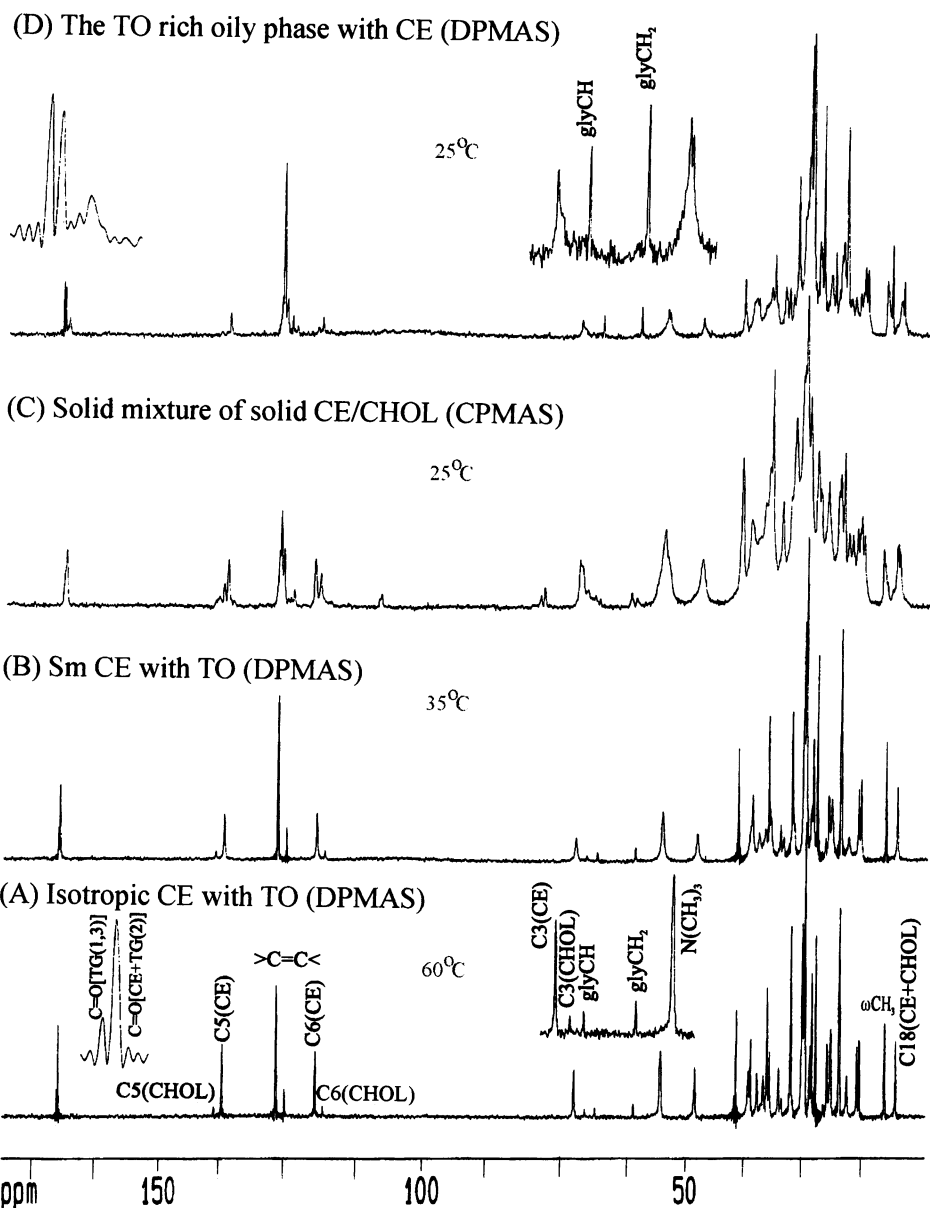 (D) The TO rich oily phase with CE (DPMAS)
glyCH
glyCH2
25°C
(C) Solid mixture of solid CE/CHOL (CPMAS)
25°C
(B) Sm CE with TO (DPMAS)
35°C
(A) Isotropic CE with TO (DPMAS)
60°C
C=O[TG(1,3)]
C=O[CE+TG(2)]
C5(CHOL)
C5(CE)
>C=C<
C6(CE)
C6(CHOL)
C3(CE)
C3(CHOL)
glyCH
glyCH2
N(CH3)3
ωCH3
C18(CE+CHOL)
ppm 150 100 50